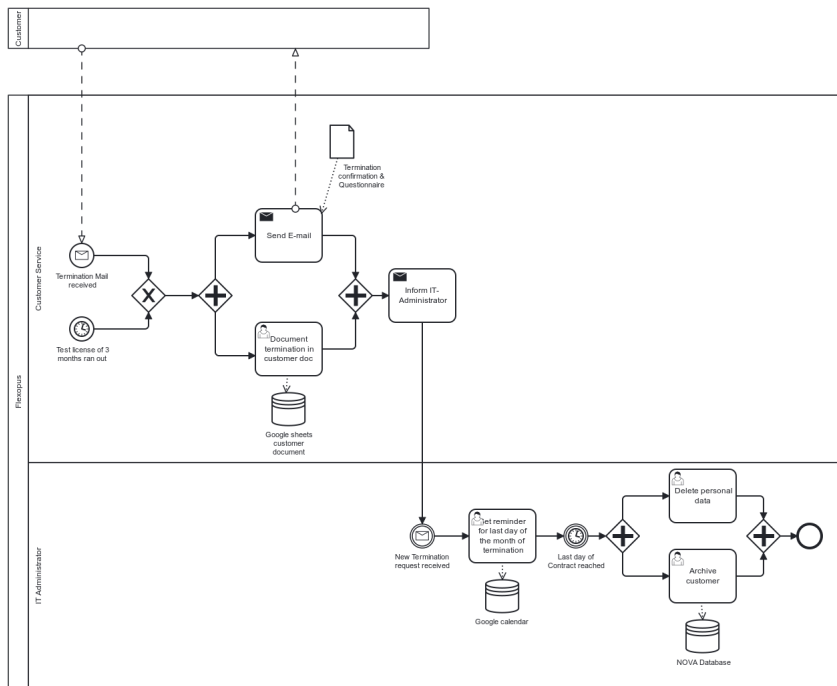 Customer
Flexopus
Customer Service
Termination
confirmation &
Questionnaire
Send E-mail
Termination Mail
received
X
Inform IT-
Administrator
Test license of 3
months ran out
Document
termination in
customer doc
Google sheets
customer
document
IT Administrator
Delete personal
data
et reminder
for last day of
the month of
termination
New Termination
request received
Last day of
Contract reached
Archive
customer
Google calendar
NOVA Database